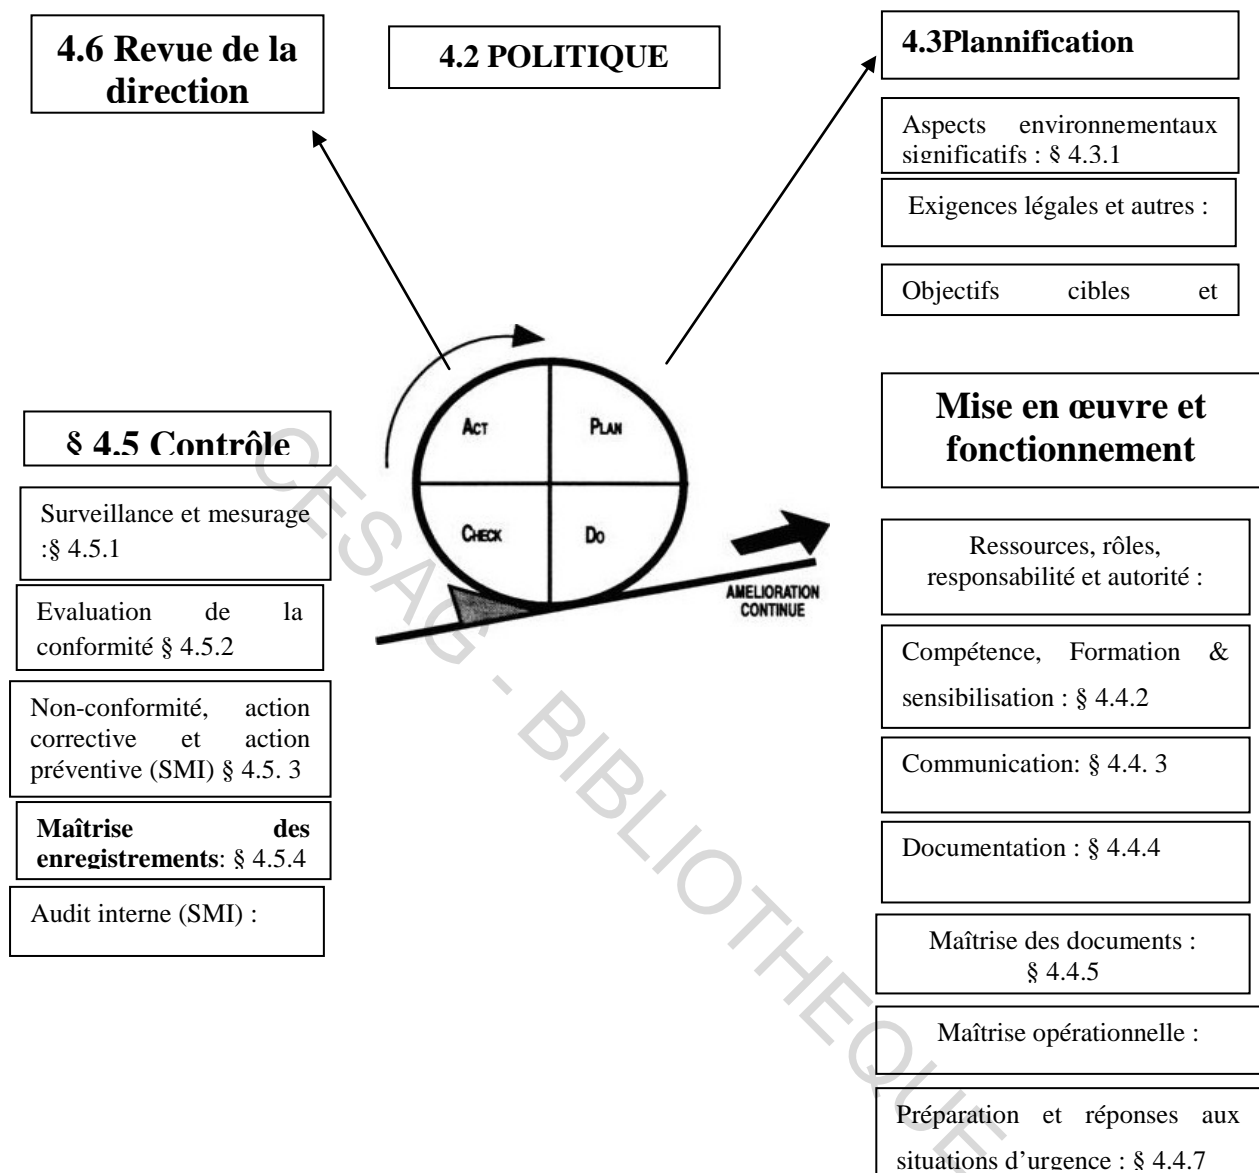 4.6 Revue de la
direction
4.2 POLITIQUE
4.3Plannification
Aspects environnementaux
significatifs : § 4.3.1
Exigences légales et autres :
Objectifs cibles et
ACT
PLAN
CHECK
DO
AMELIORATION
CONTINUE
Mise en œuvre et
fonctionnement
Ressources, rôles,
responsabilité et autorité :
Compétence, Formation &
sensibilisation : § 4.4.2
Communication: § 4.4. 3
Documentation : § 4.4.4
Maîtrise des documents :
§ 4.4.5
Maîtrise opérationnelle :
Préparation et réponses aux
situations d’urgence : § 4.4.7
§ 4.5 Contrôle
Surveillance et mesurage
:§ 4.5.1
Evaluation de la
conformité § 4.5.2
Non-conformité, action
corrective et action
préventive (SMI) § 4.5. 3
Maîtrise des
enregistrements: § 4.5.4
Audit interne (SMI) :
CESAG - BIBLIOTHEQUE